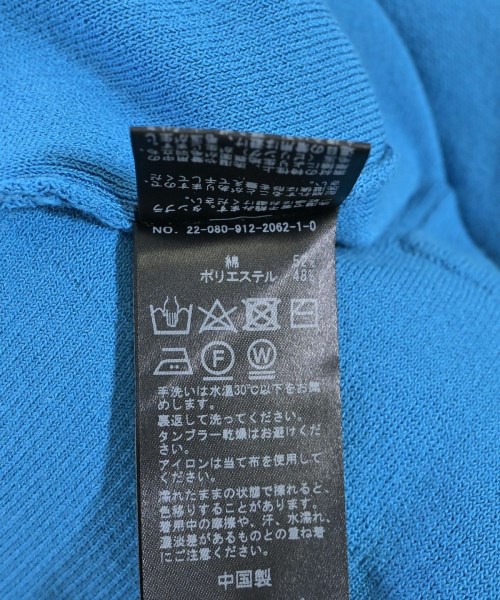 NO. 22-080-912-2062-1-0
綿 52%
ポリエステル 48%
F
W
手洗いは水温30℃以下をお薦
めします。
裏返して洗ってください。
タンブラー乾燥はお避けくださ
い。
アイロンは当て布を使用して
ください。
濡れたままの状態で擦れると、
色移りすることがあります。
着用中の摩擦や、汗、水濡れ、
濃淡差があるものとの重ね着
にご注意ください。
中国製